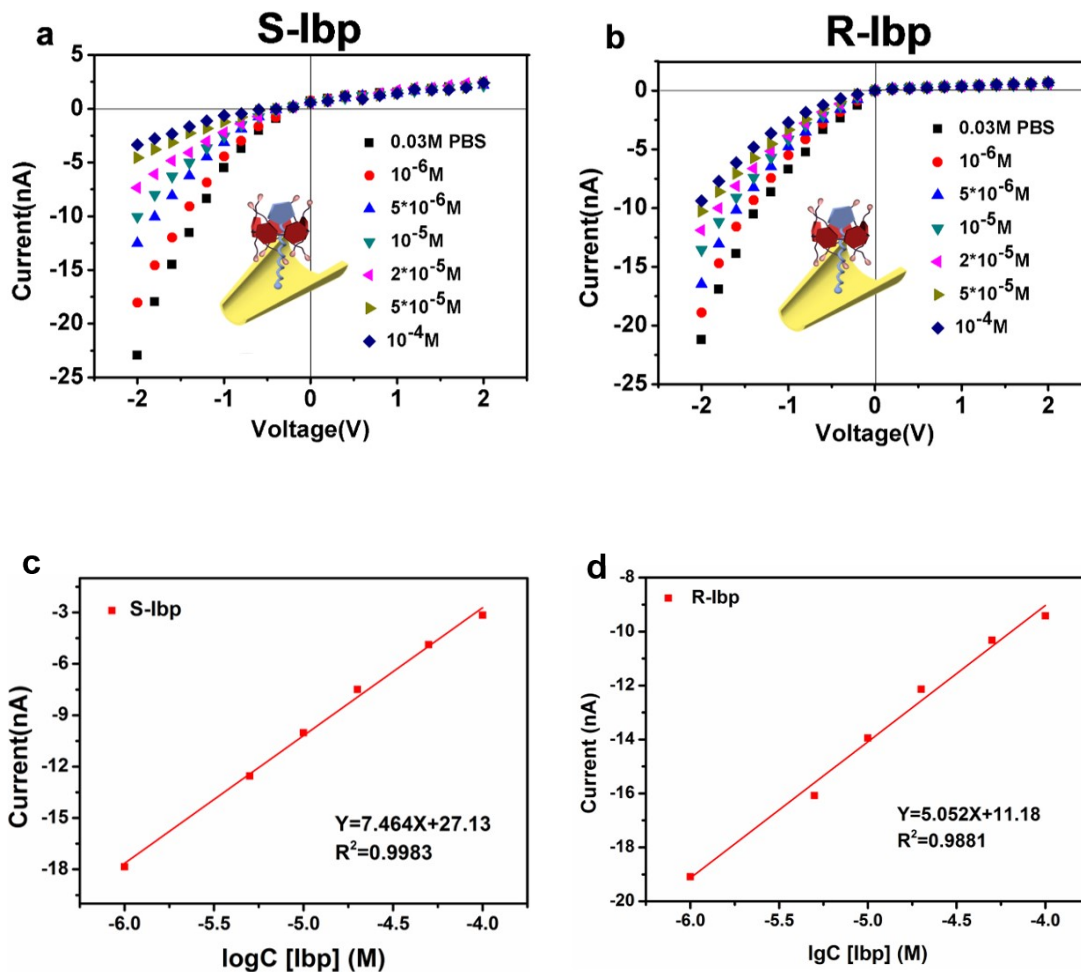 a
S-Ibp
Current(nA)
5
0
-5
-10
-15
-20
-25
0.03M PBS
10⁻⁶M
5*10⁻⁶M
10⁻⁵M
2*10⁻⁵M
5*10⁻⁵M
10⁻⁴M
-2 -1 0 1 2
Voltage(V)
b
R-Ibp
Current(nA)
5
0
-5
-10
-15
-20
-25
0.03M PBS
10⁻⁶M
5*10⁻⁶M
10⁻⁵M
2*10⁻⁵M
5*10⁻⁵M
10⁻⁴M
-2 -1 0 1 2
Voltage(V)
c
S-Ibp
Current(nA)
-3
-6
-9
-12
-15
-18
Y=7.464X+27.13
R²=0.9983
-6.0 -5.5 -5.0 -4.5 -4.0
logC [Ibp] (M)
d
R-Ibp
Current (nA)
-8
-10
-12
-14
-16
-18
-20
Y=5.052X+11.18
R²=0.9881
-6.0 -5.5 -5.0 -4.5 -4.0
lgC [Ibp] (M)